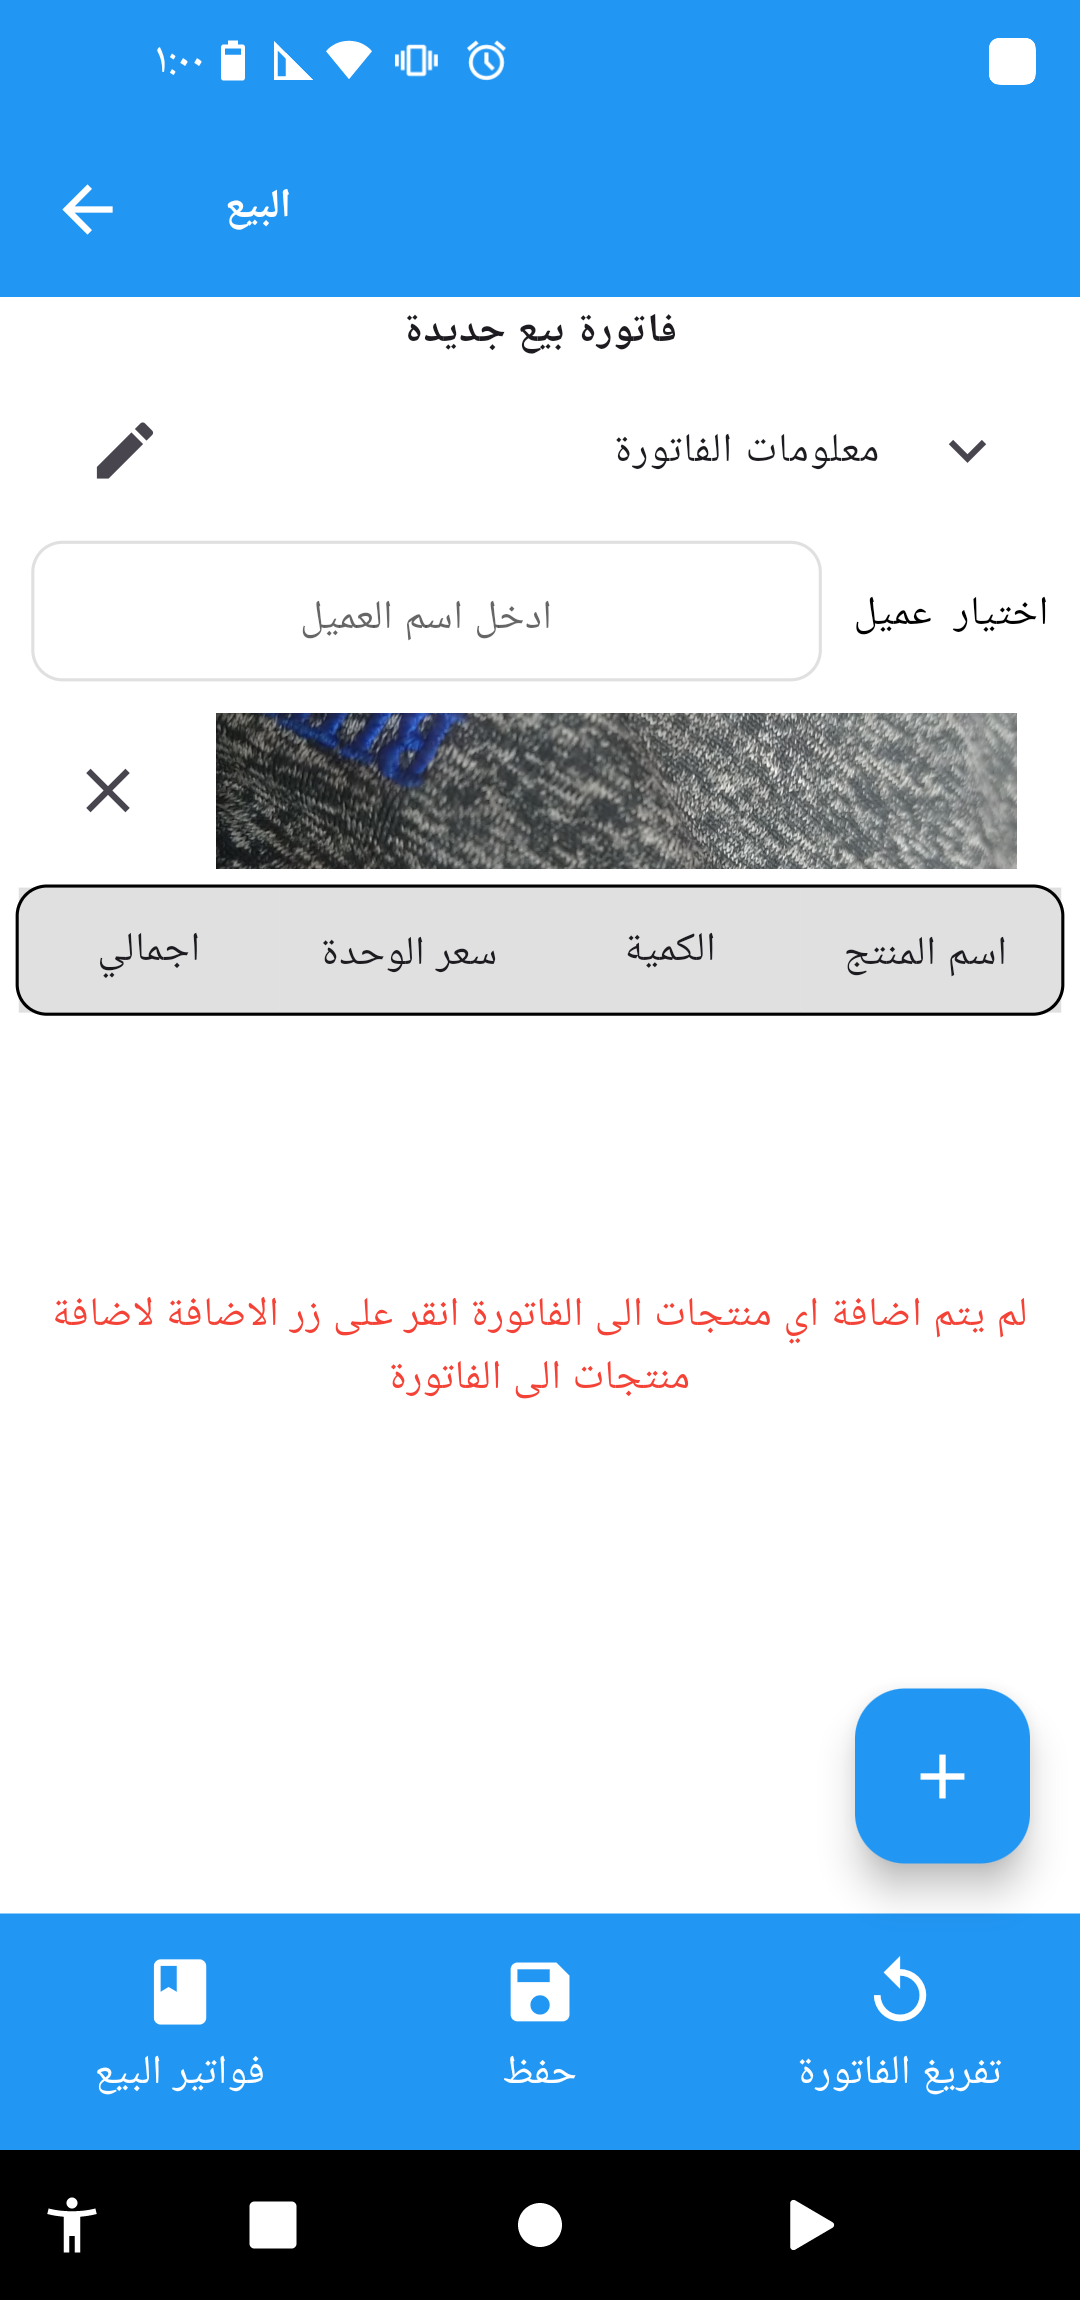 ١:٠٠
البيع
فاتورة بيع جديدة
معلومات الفاتورة
اختيار عميل
ادخل اسم العميل
اسم المنتج الكمية سعر الوحدة اجمالي
لم يتم اضافة اي منتجات الى الفاتورة انقر على زر الاضافة لاضافة
منتجات الى الفاتورة
تفريغ الفاتورة حفظ فواتير البيع